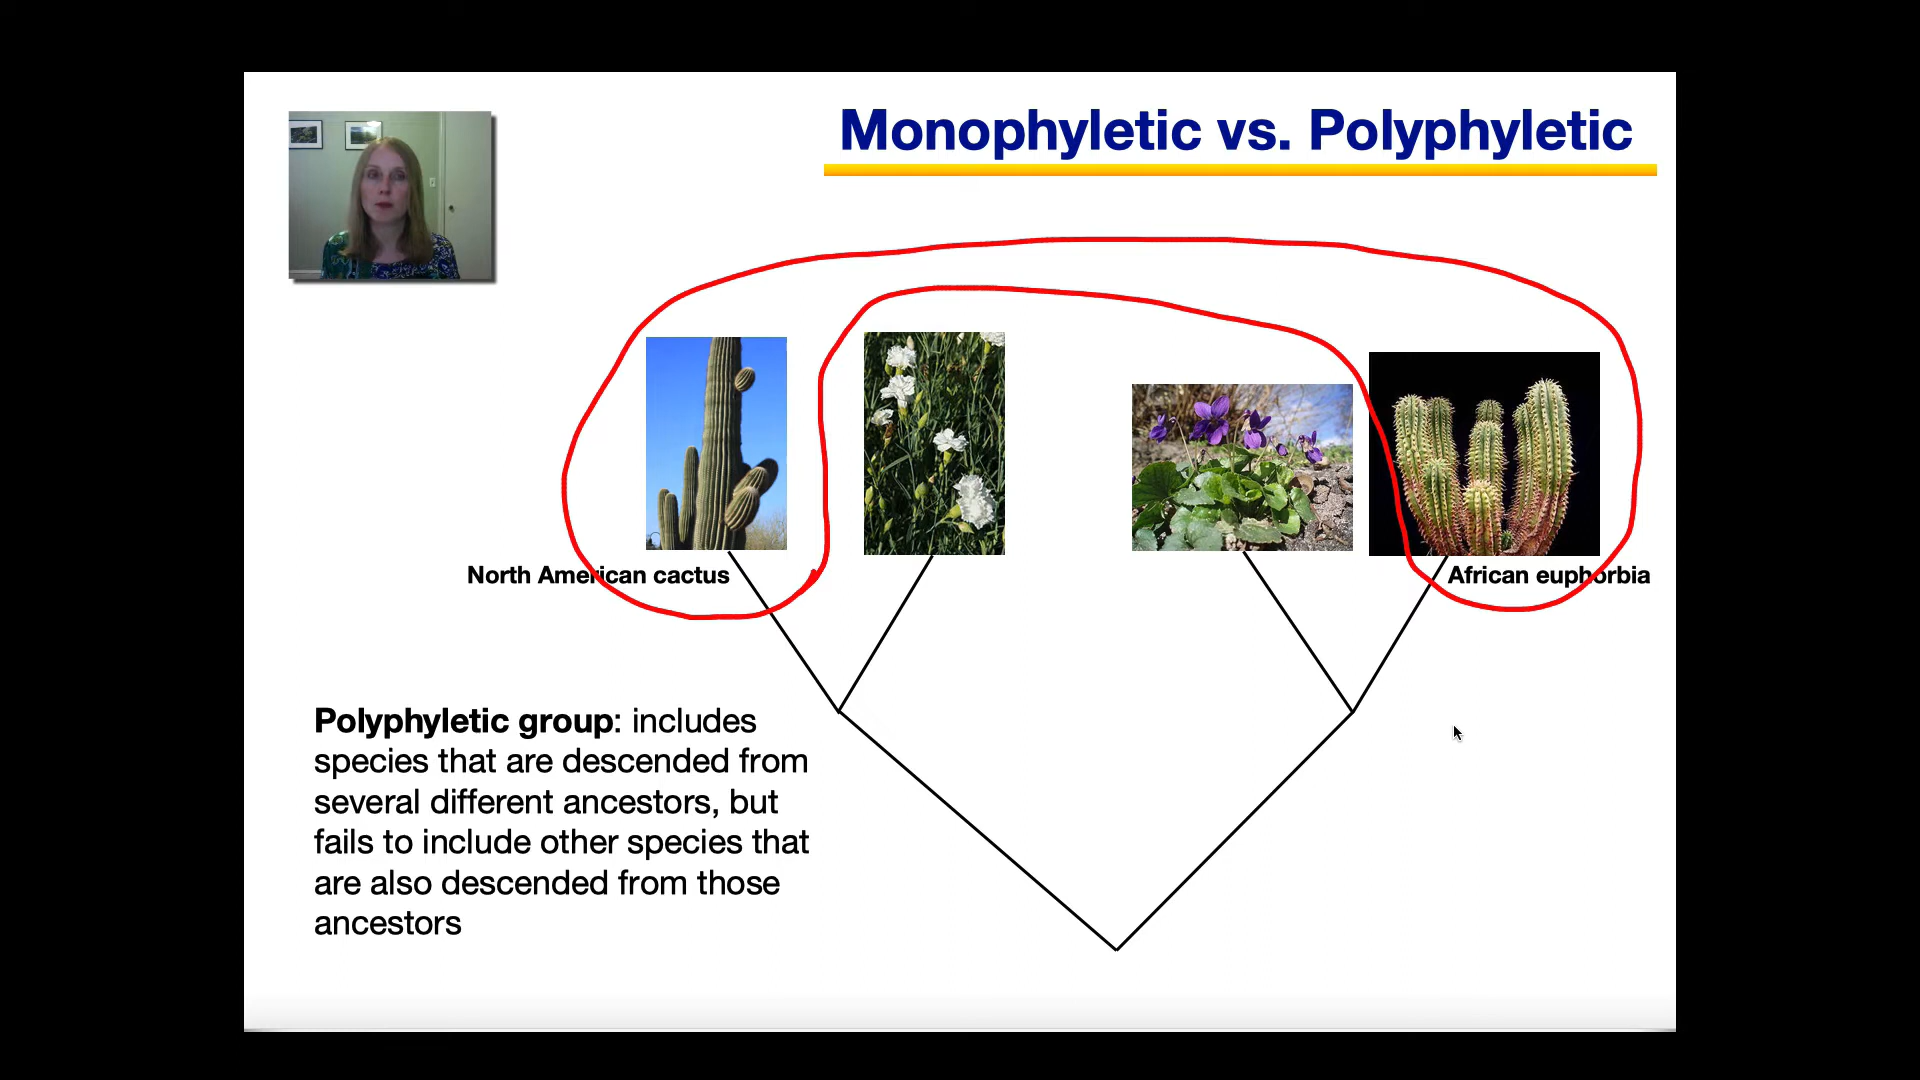 Monophyletic vs. Polyphyletic
North American cactus
African euphorbia
Polyphyletic group: includes
species that are descended from
several different ancestors, but
fails to include other species that
are also descended from those
ancestors